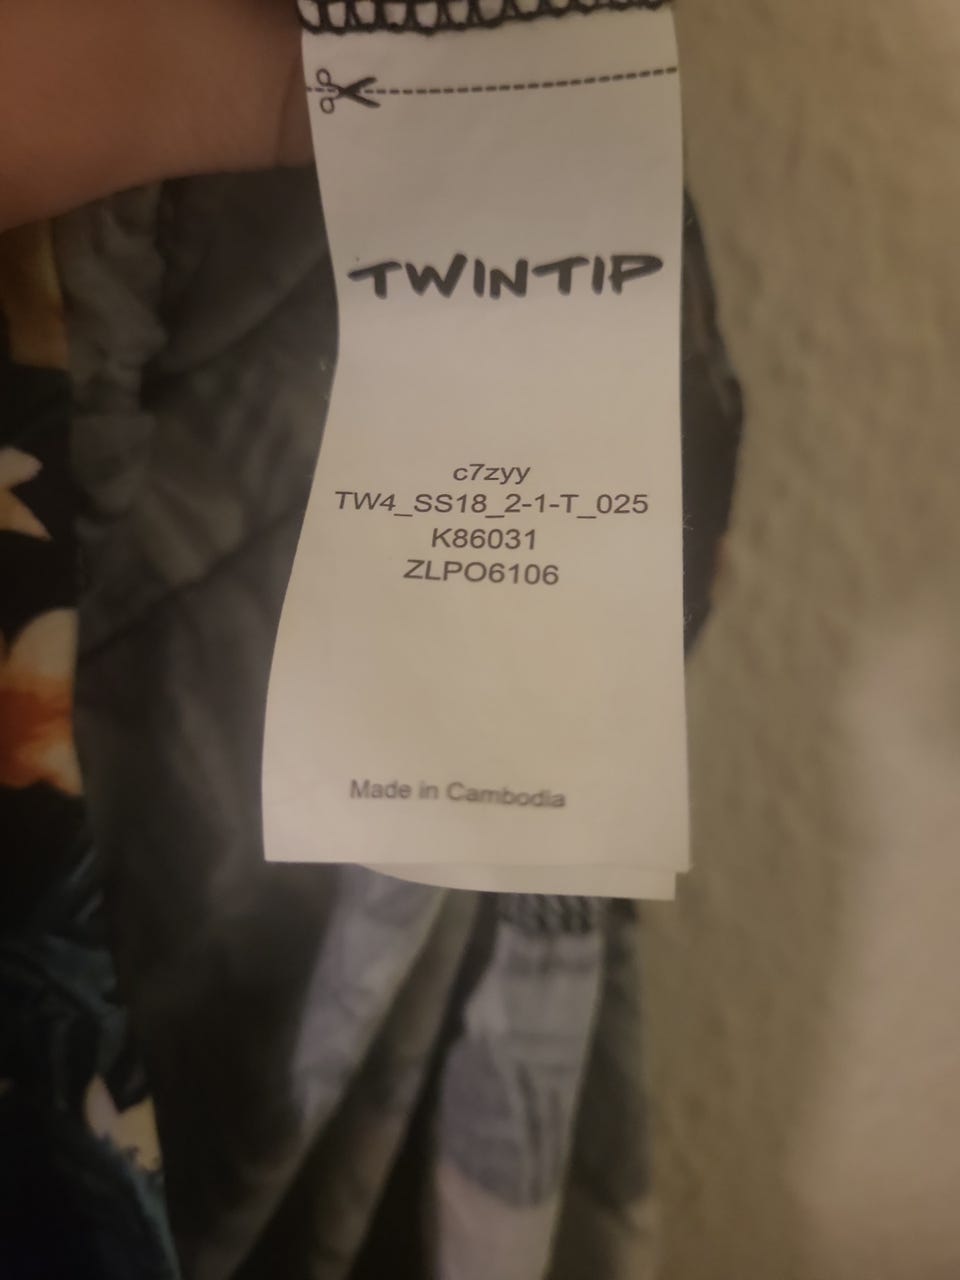 TWINTIP
c7zyy
TW4_SS18_2-1-T_025
K86031
ZLPO6106
Made in Cambodia